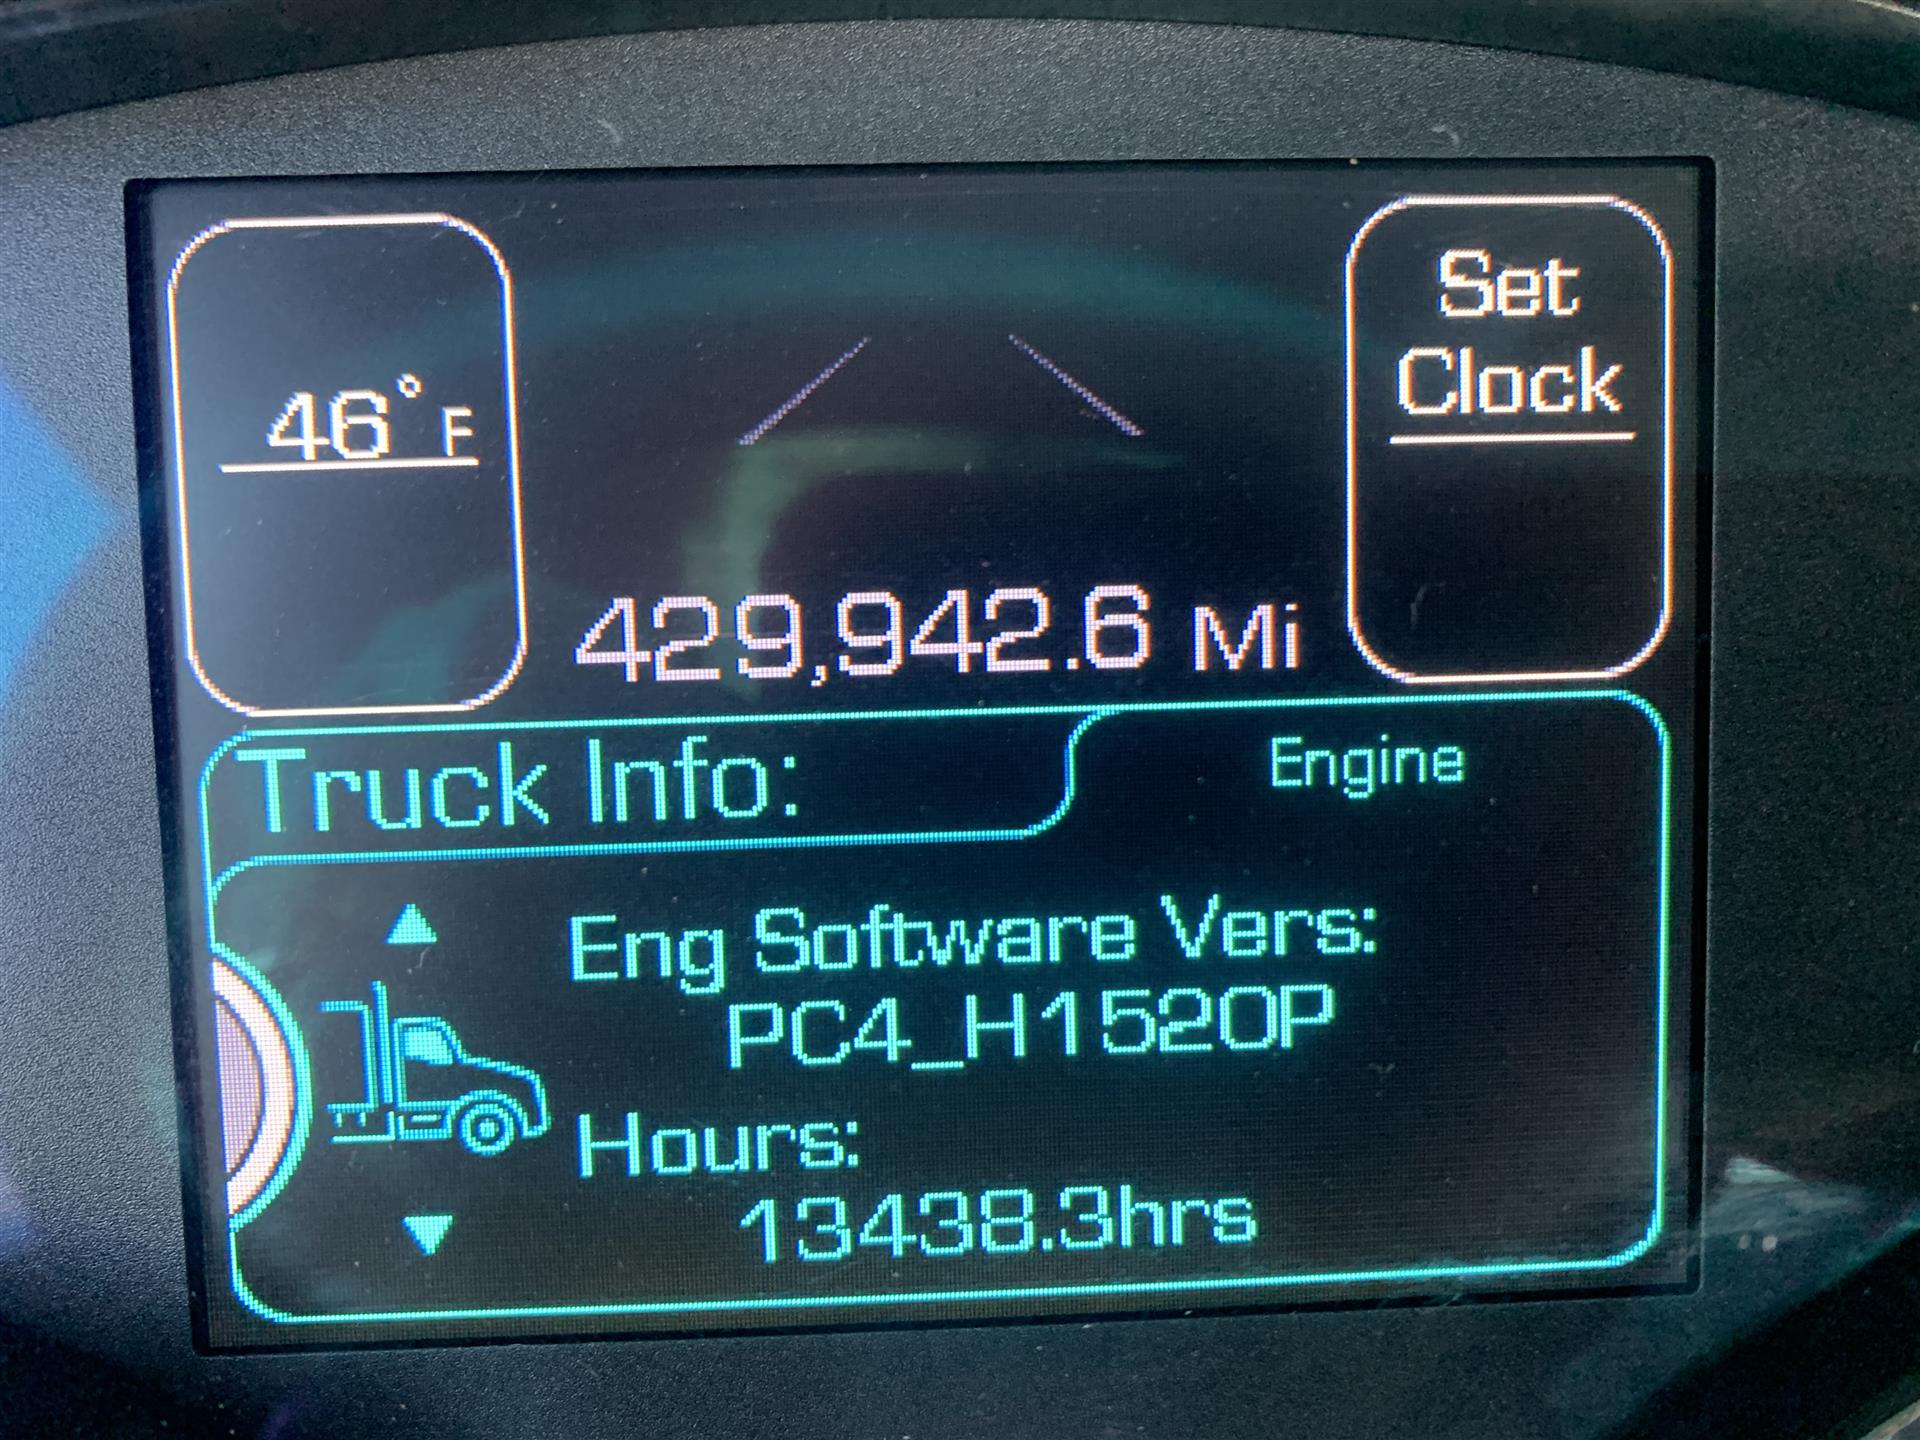 46° F
Set
Clock
429,942.6 Mi
Truck Info:
Engine
Eng Software Vers:
PC4_H1520P
Hours:
13438.3hrs